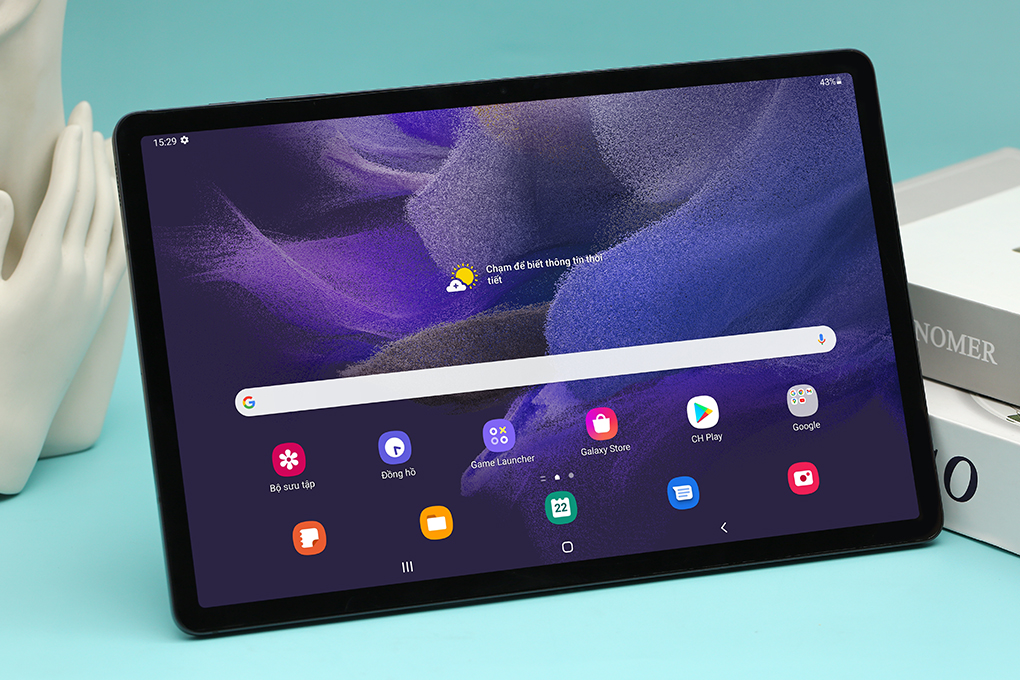 15:29
43%
Chạm để biết thông tin thời
tiết
G
Bộ sưu tập
Đồng hồ
Game Launcher
Galaxy Store
CH Play
Google
22
NOMER
O